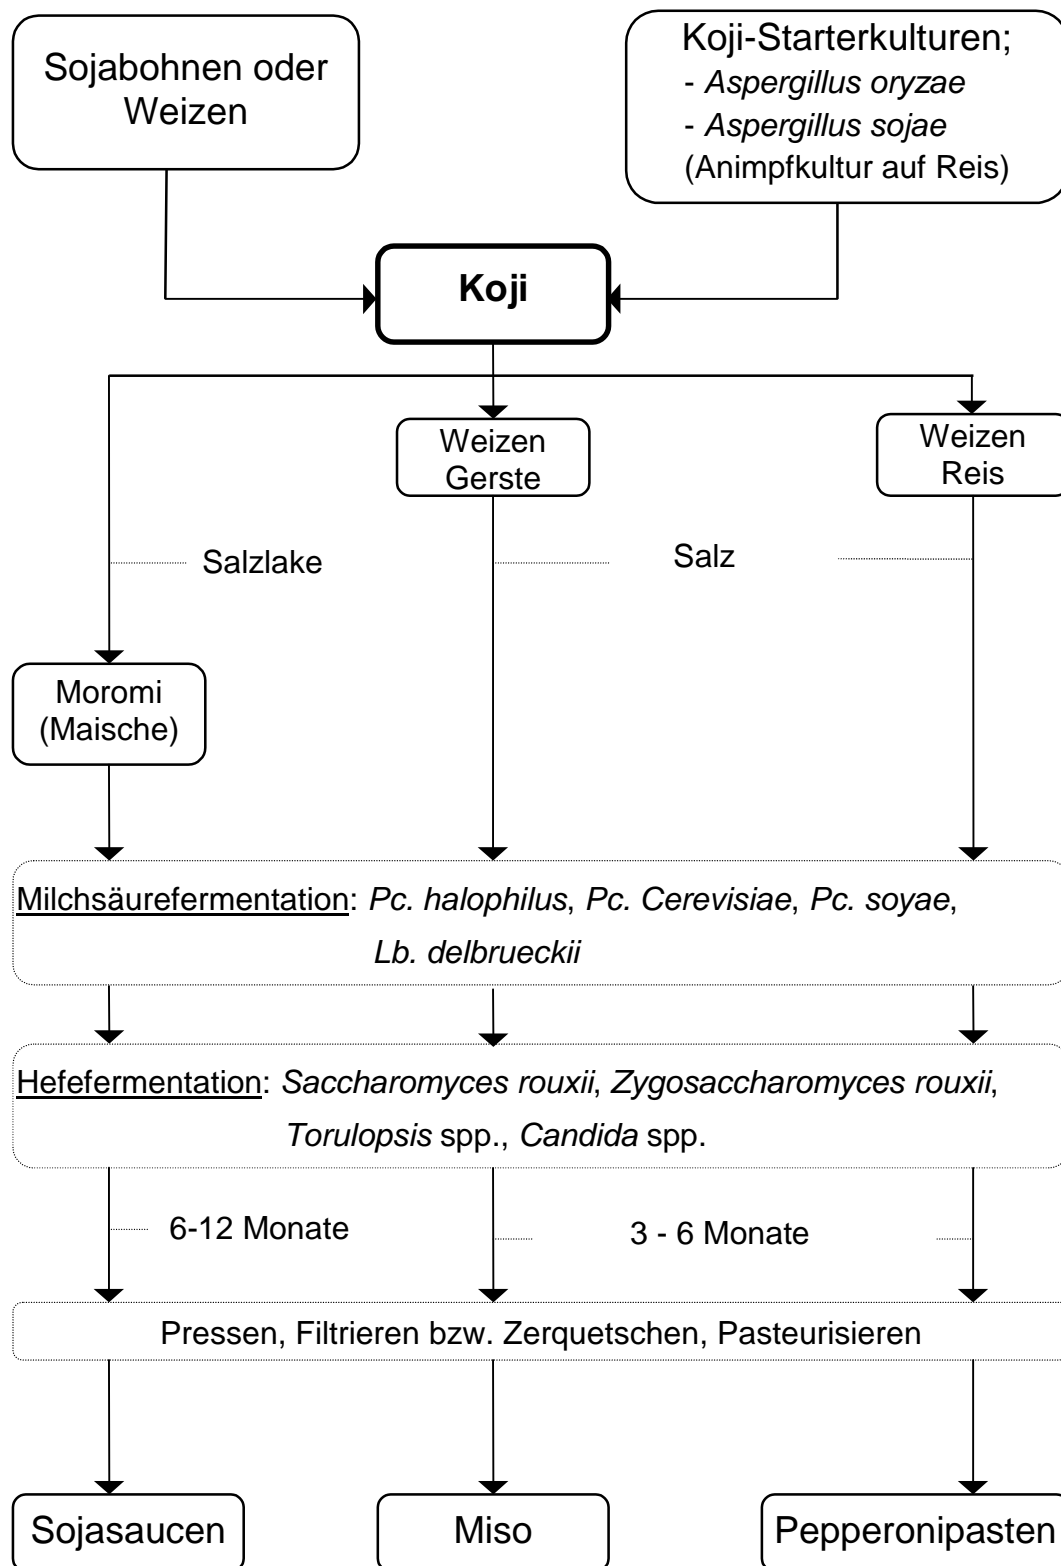 Sojabohnen oder
Weizen
Koji-Starterkulturen;
- Aspergillus oryzae
- Aspergillus sojae
(Animpfkultur auf Reis)
Koji
Weizen
Gerste
Weizen
Reis
Salzlake
Salz
Moromi
(Maische)
Milchsäurefermentation: Pc. halophilus, Pc. Cerevisiae, Pc. soyae,
Lb. delbrueckii
Hefefermentation: Saccharomyces rouxii, Zygosaccharomyces rouxii,
Torulopsis spp., Candida spp.
6-12 Monate
3 - 6 Monate
Pressen, Filtrieren bzw. Zerquetschen, Pasteurisieren
Sojasaucen
Miso
Pepperonipasten